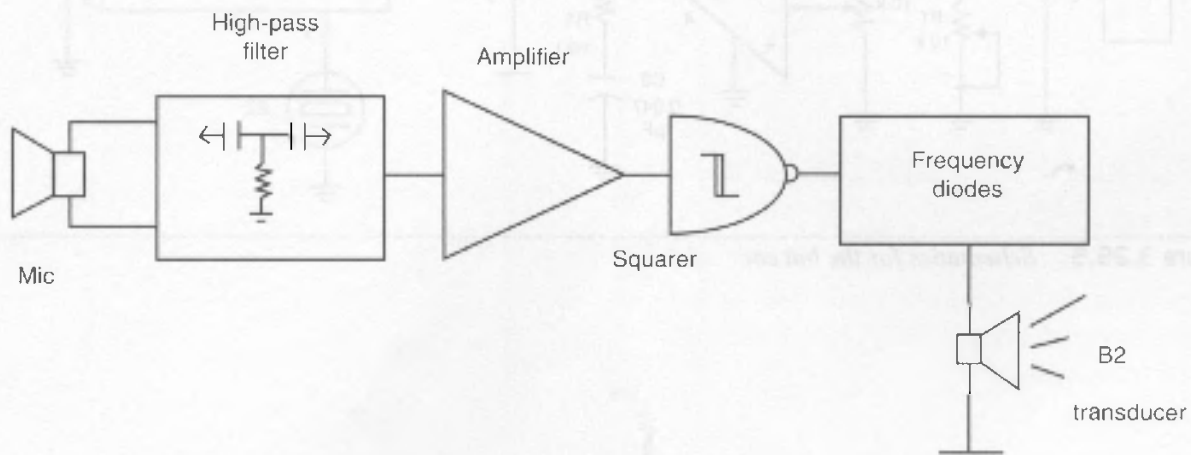 High-pass
filter
Amplifier
Frequency
diodes
Squarer
Mic
B2
transducer